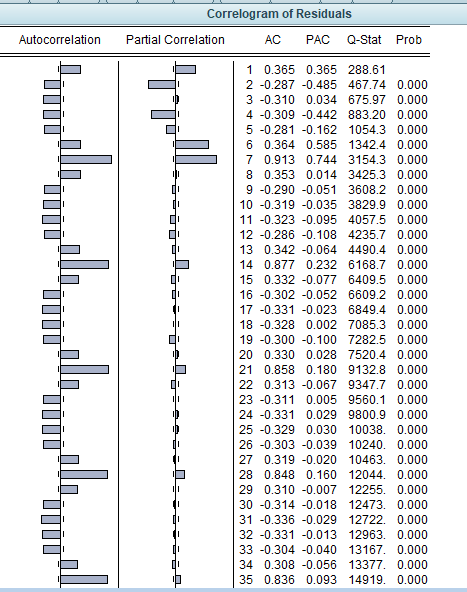 Correlogram of Residuals
Autocorrelation Partial Correlation AC PAC Q-Stat Prob
1 0.365 0.365 288.61
2 -0.287 -0.485 467.74 0.000
3 -0.310 0.034 675.97 0.000
4 -0.309 -0.442 883.20 0.000
5 -0.281 -0.162 1054.3 0.000
6 0.364 0.585 1342.4 0.000
7 0.913 0.744 3154.3 0.000
8 0.353 0.014 3425.3 0.000
9 -0.290 -0.051 3608.2 0.000
10 -0.319 -0.035 3829.9 0.000
11 -0.323 -0.095 4057.5 0.000
12 -0.286 -0.108 4235.7 0.000
13 0.342 -0.064 4490.4 0.000
14 0.877 0.232 6168.7 0.000
15 0.332 -0.077 6409.5 0.000
16 -0.302 -0.052 6609.2 0.000
17 -0.331 -0.023 6849.4 0.000
18 -0.328 0.002 7085.3 0.000
19 -0.300 -0.100 7282.5 0.000
20 0.330 0.028 7520.4 0.000
21 0.858 0.180 9132.8 0.000
22 0.313 -0.067 9347.7 0.000
23 -0.311 0.005 9560.1 0.000
24 -0.331 0.029 9800.9 0.000
25 -0.329 0.030 10038. 0.000
26 -0.303 -0.039 10240. 0.000
27 0.319 -0.020 10463. 0.000
28 0.848 0.160 12044. 0.000
29 0.310 -0.007 12255. 0.000
30 -0.314 -0.018 12473. 0.000
31 -0.336 -0.029 12722. 0.000
32 -0.331 -0.013 12963. 0.000
33 -0.304 -0.040 13167. 0.000
34 0.308 -0.056 13377. 0.000
35 0.836 0.093 14919. 0.000